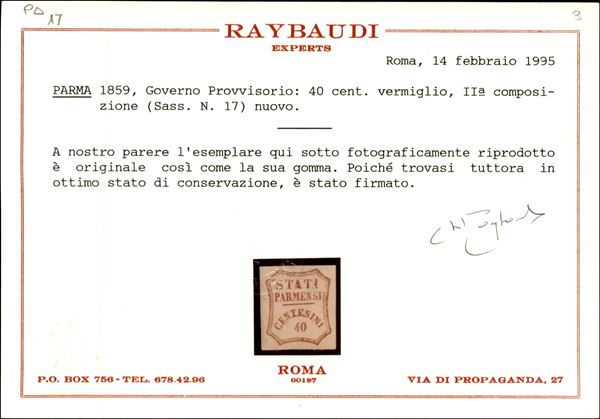 PD 17
RAYBAUDI
EXPERTS
Roma, 14 febbraio 1995
PARMA 1859, Governo Provvisorio: 40 cent. vermiglio, IIª composi-
zione (Sass. N. 17) nuovo.
A nostro parere l'esemplare qui sotto fotograficamente riprodotto
è originale così come la sua gomma. Poiché trovasi tuttora in
ottimo stato di conservazione, è stato firmato.
STATI
PARMENSI
CENTESIMI
40
ROMA
00187
P.O. BOX 756 - TEL. 678.42.96
VIA DI PROPAGANDA, 27